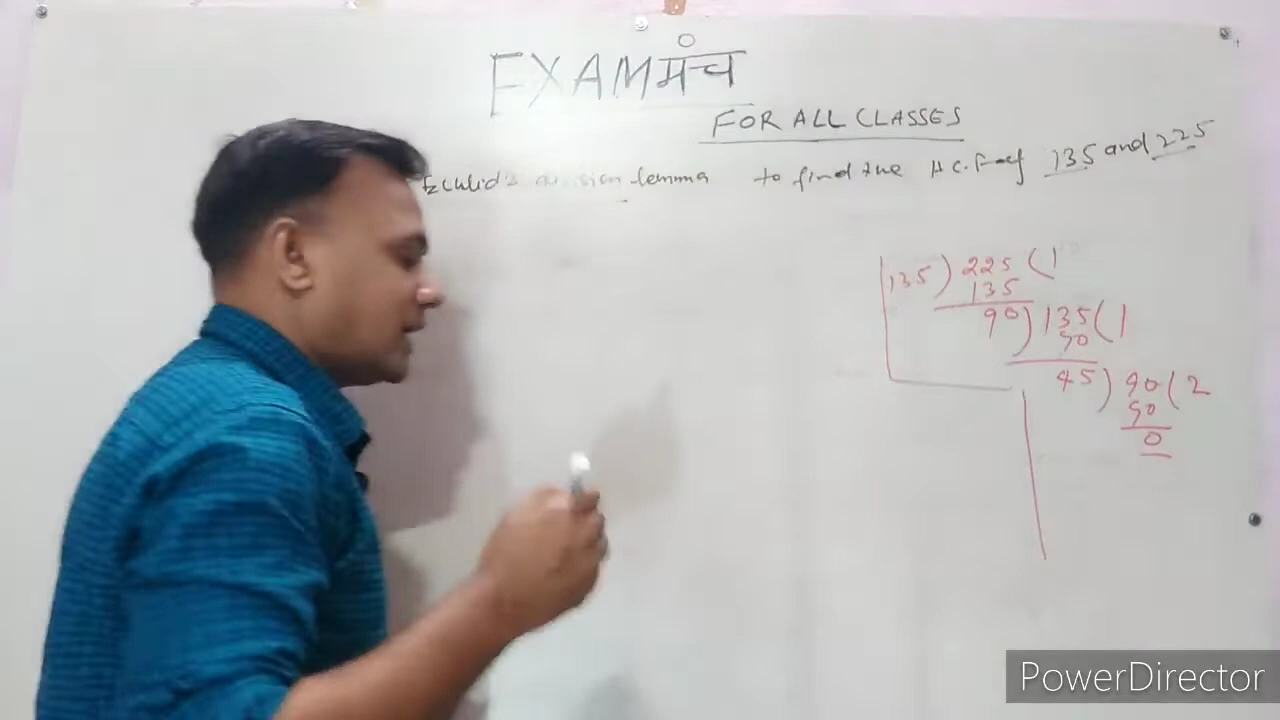 EXAMमंच
FOR ALL CLASSES
Euclid's division lemma to find the H.C.F of 135 and 225
135 ) 225 ( 1
135
90 ) 135 ( 1
90
45 ) 90 ( 2
90
0
PowerDirector